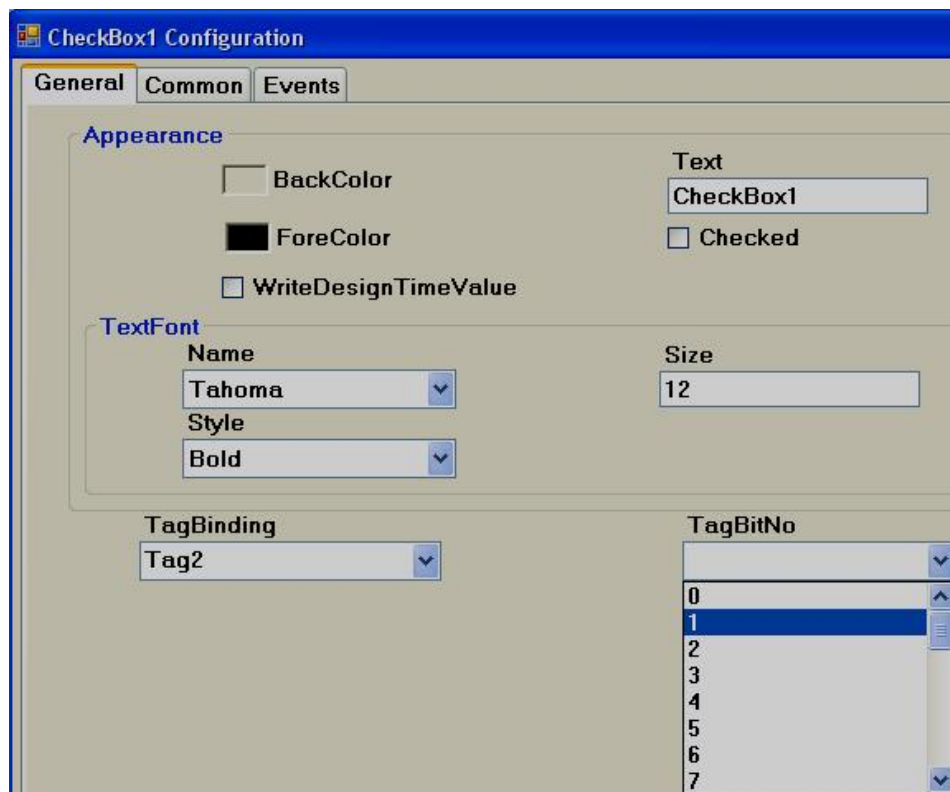 CheckBox1 Configuration
General Common Events
Appearance
BackColor
Text
CheckBox1
ForeColor
Checked
WriteDesignTimeValue
TextFont
Name
Size
Tahoma
12
Style
Bold
TagBinding
TagBitNo
Tag2
0
1
2
3
4
5
6
7